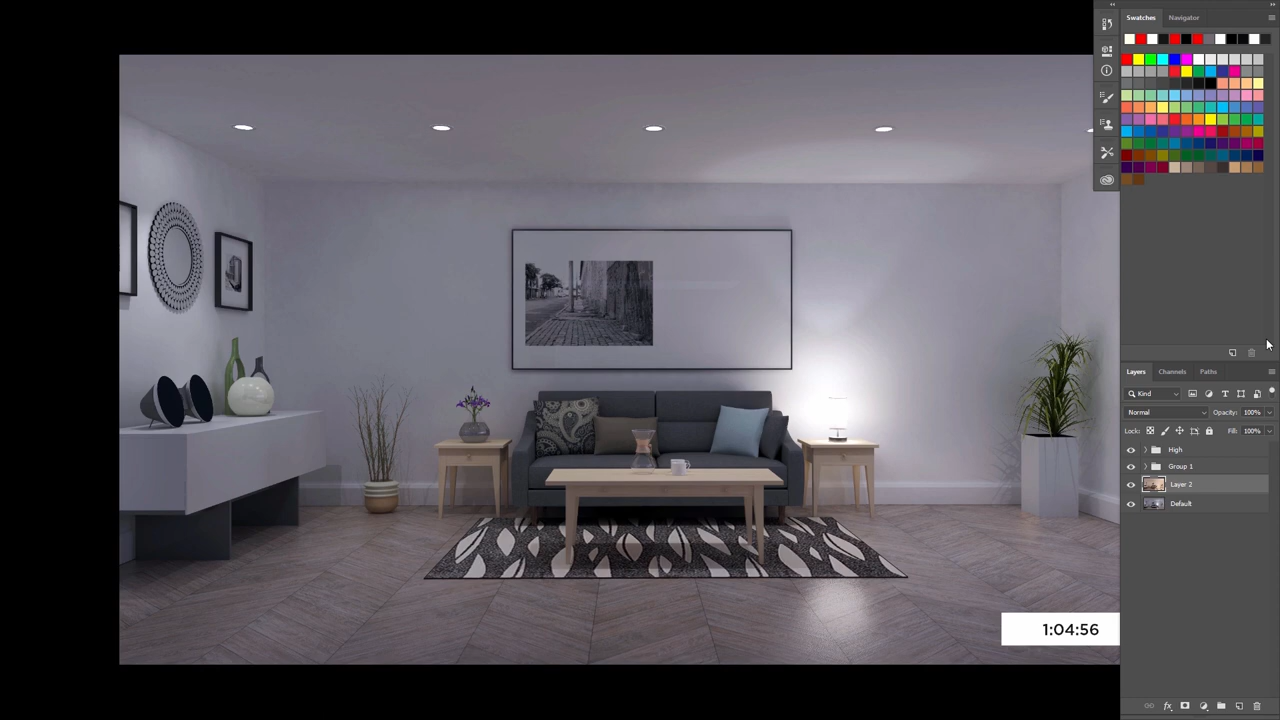 Swatches Navigator
Layers Channels Paths
Kind
Normal Opacity: 100%
Lock: Fill: 100%
High
Group 1
Layer 2
Default
1:04:56
fx